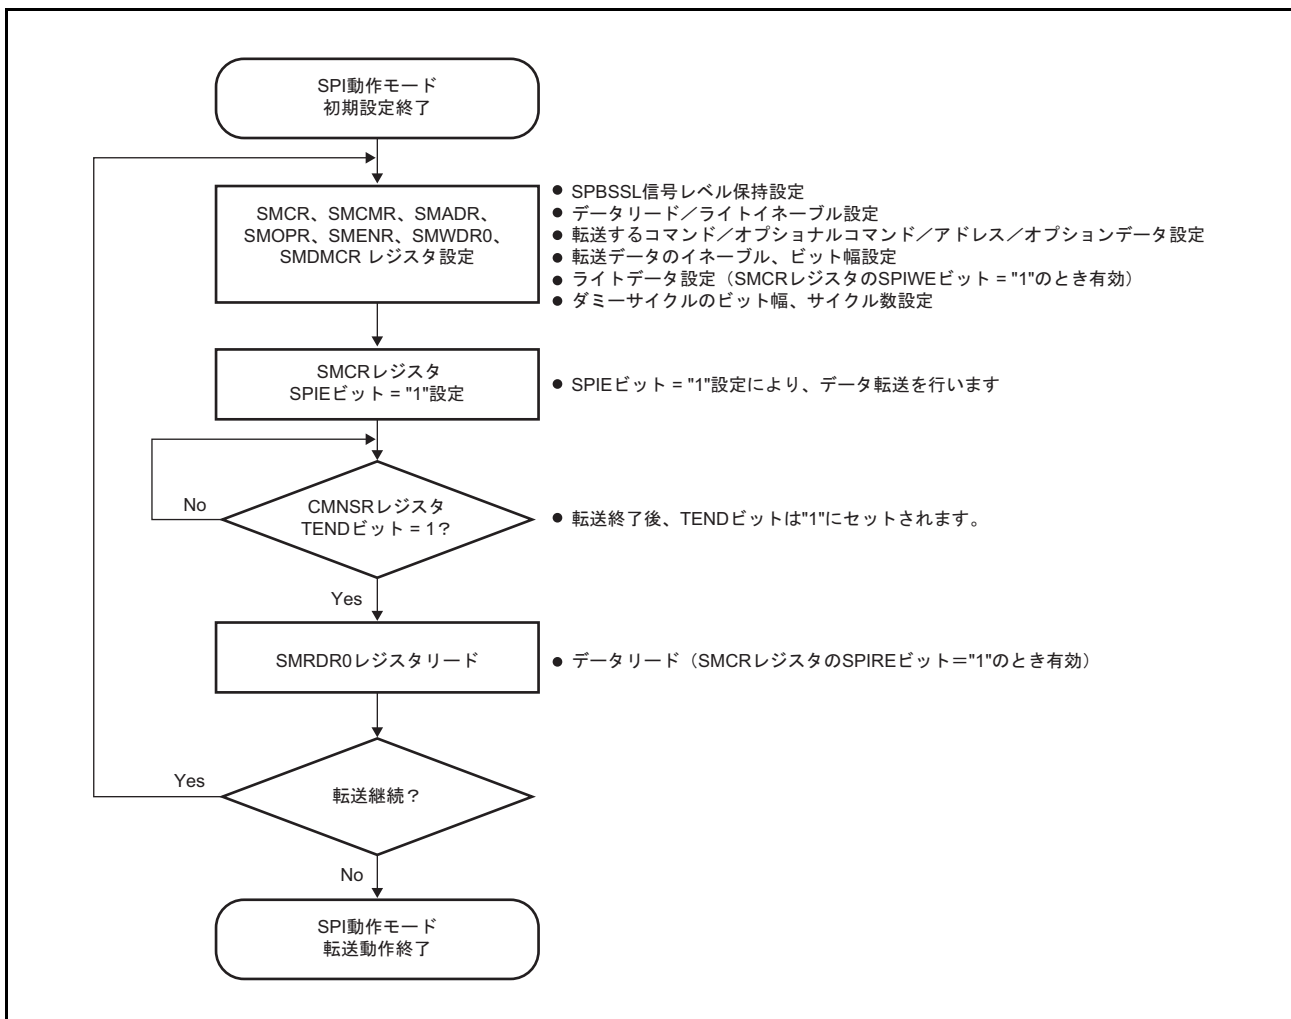 SPI動作モード
初期設定終了
SMCR、SMCMR、SMADR、
SMOPR、SMENR、SMWDR0、
SMDMCR レジスタ設定
● SPBSSL信号レベル保持設定
● データリード／ライトイネーブル設定
● 転送するコマンド／オプショナルコマンド／アドレス／オプションデータ設定
● 転送データのイネーブル、ビット幅設定
● ライトデータ設定（SMCRレジスタのSPIWEビット = "1"のとき有効）
● ダミーサイクルのビット幅、サイクル数設定
SMCRレジスタ
SPIEビット = "1"設定
● SPIEビット = "1"設定により、データ転送を行います
No
CMNSRレジスタ
TENDビット = 1？
● 転送終了後、TENDビットは"1"にセットされます。
Yes
SMRDR0レジスタリード
● データリード（SMCRレジスタのSPIREビット＝"1"のとき有効）
Yes
転送継続？
No
SPI動作モード
転送動作終了